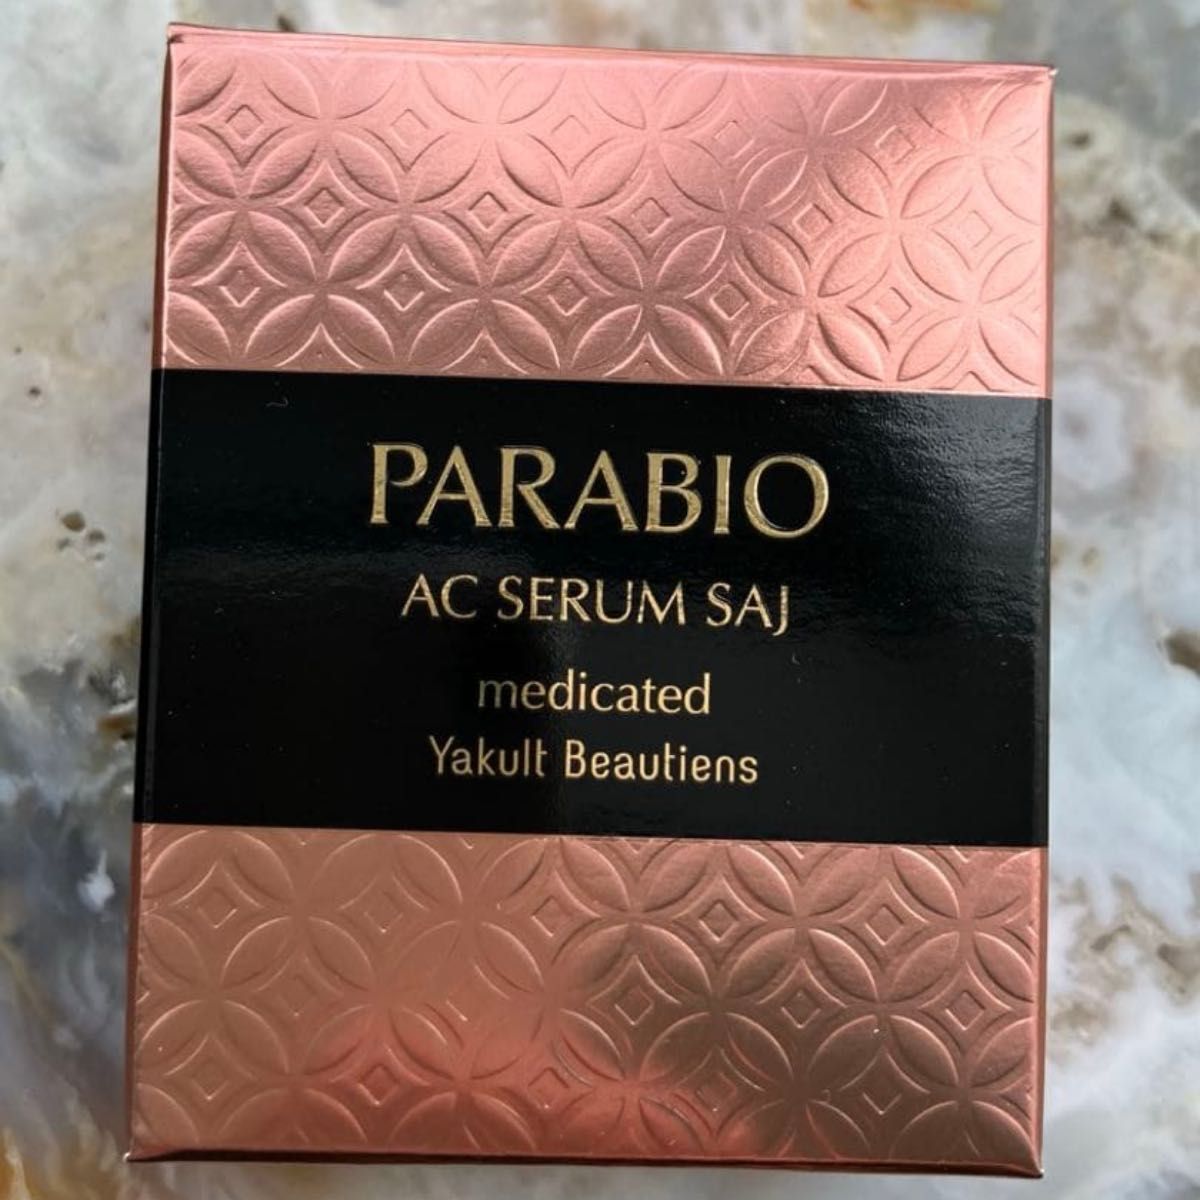 PARABIO
AC SERUM SAJ
medicated
Yakult Beautiens